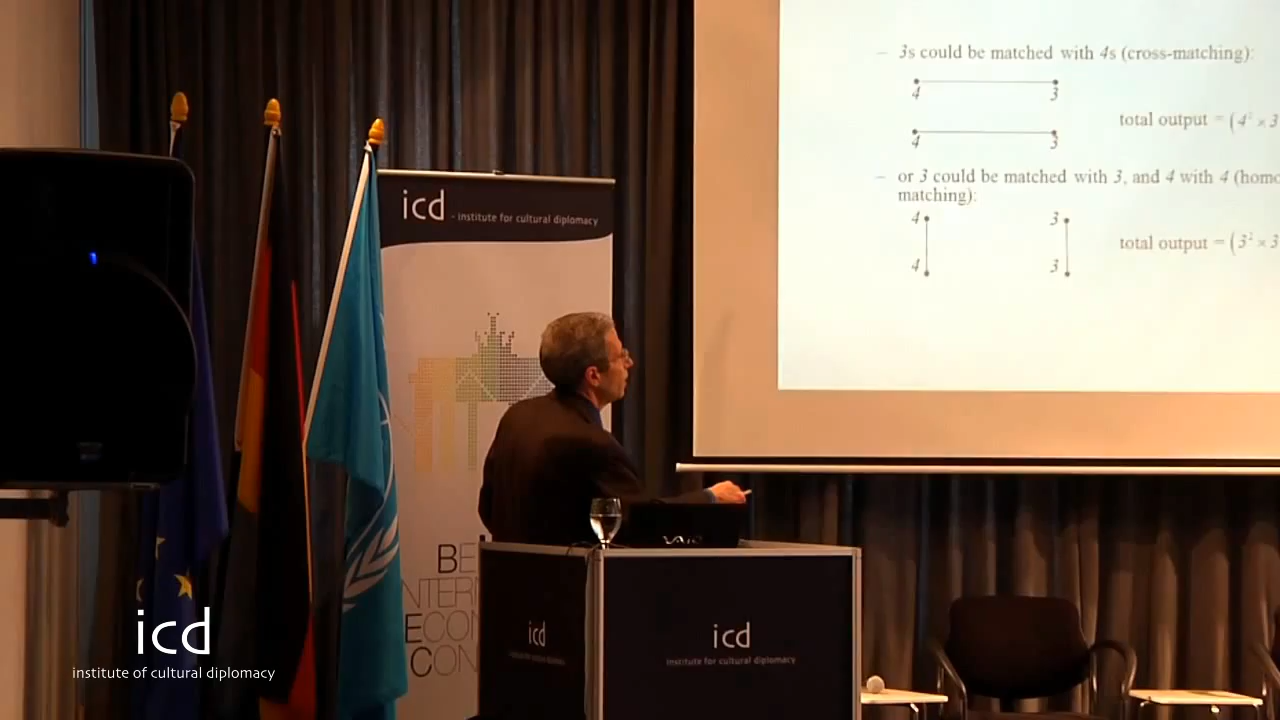 – 3s could be matched with 4s (cross-matching):
4 3
total output = (4² × 3
4 3
– or 3 could be matched with 3, and 4 with 4 (homo
matching):
4 3
total output = (3² × 3
4 3
icd - institute for cultural diplomacy
VAIO
icd
icd
institute for cultural diplomacy
icd
institute of cultural diplomacy